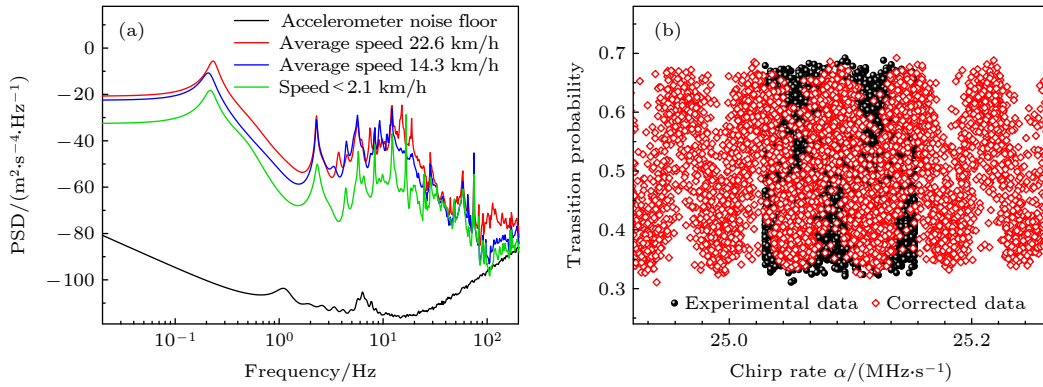 (a)
Accelerometer noise floor
Average speed 22.6 km/h
Average speed 14.3 km/h
Speed<2.1 km/h
0
−20
−40
−60
−80
−100
PSD/(m²·s⁻⁴·Hz⁻¹)
10⁻¹
10⁰
10¹
10²
Frequency/Hz
(b)
0.7
0.6
0.5
0.4
0.3
Transition probability
Experimental data
Corrected data
25.0
25.2
Chirp rate α/(MHz·s⁻¹)